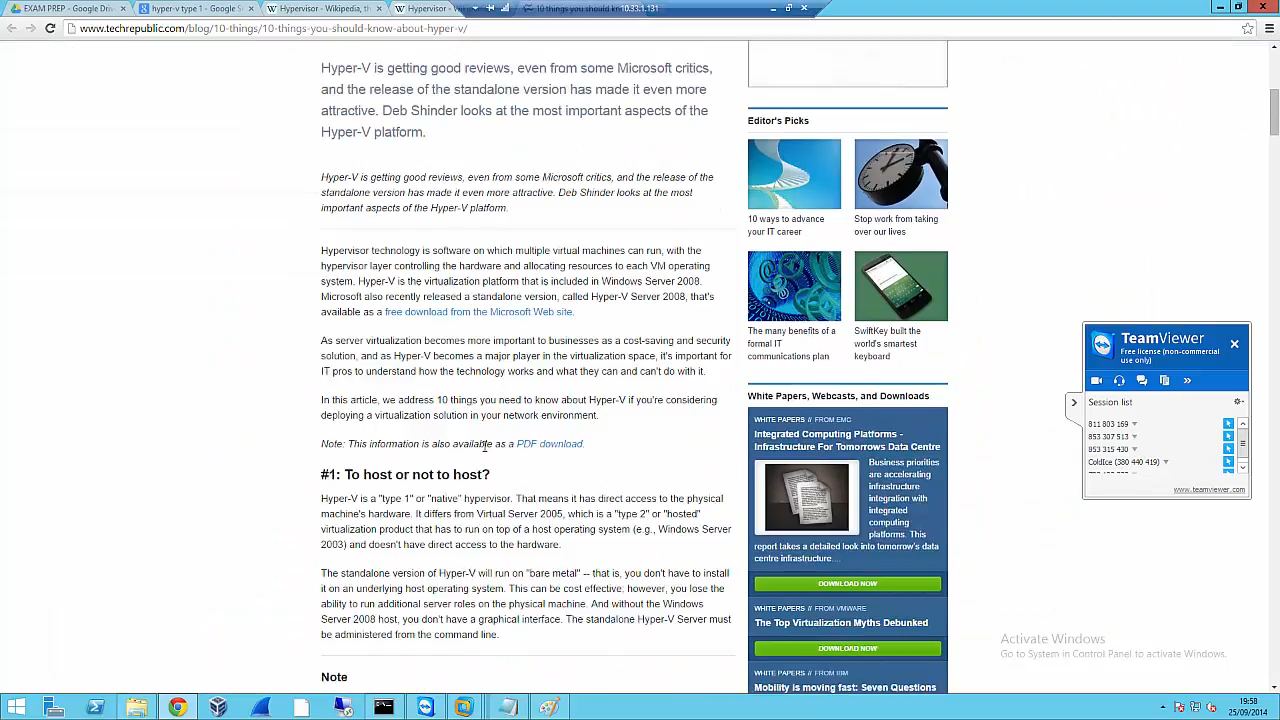 EXAM PREP - Google Driv
hyper-v type 1 - Google S
Hypervisor - Wikipedia, th
10 things you should kn
10.33.1.131
www.techrepublic.com/blog/10-things/10-things-you-should-know-about-hyper-v/
Hyper-V is getting good reviews, even from some Microsoft critics,
and the release of the standalone version has made it even more
attractive. Deb Shinder looks at the most important aspects of the
Hyper-V platform.
Hyper-V is getting good reviews, even from some Microsoft critics, and the release of the
standalone version has made it even more attractive. Deb Shinder looks at the most
important aspects of the Hyper-V platform.
Hypervisor technology is software on which multiple virtual machines can run, with the
hypervisor layer controlling the hardware and allocating resources to each VM operating
system. Hyper-V is the virtualization platform that is included in Windows Server 2008.
Microsoft also recently released a standalone version, called Hyper-V Server 2008, that's
available as a free download from the Microsoft Web site.
As server virtualization becomes more important to businesses as a cost-saving and security
solution, and as Hyper-V becomes a major player in the virtualization space, it's important for
IT pros to understand how the technology works and what they can and can't do with it.
In this article, we address 10 things you need to know about Hyper-V if you're considering
deploying a virtualization solution in your network environment.
Note: This information is also available as a PDF download.
#1: To host or not to host?
Hyper-V is a "type 1" or "native" hypervisor. That means it has direct access to the physical
machine's hardware. It differs from Virtual Server 2005, which is a "type 2" or "hosted"
virtualization product that has to run on top of a host operating system (e.g., Windows Server
2003) and doesn't have direct access to the hardware.
The standalone version of Hyper-V will run on "bare metal" -- that is, you don't have to install
it on an underlying host operating system. This can be cost effective; however, you lose the
ability to run additional server roles on the physical machine. And without the Windows
Server 2008 host, you don't have a graphical interface. The standalone Hyper-V Server must
be administered from the command line.
Note
Editor's Picks
10 ways to advance
your IT career
Stop work from taking
over our lives
The many benefits of a
formal IT
communications plan
SwiftKey built the
world's smartest
keyboard
White Papers, Webcasts, and Downloads
WHITE PAPERS // FROM EMC
Integrated Computing Platforms -
Infrastructure For Tomorrows Data Centre
Business priorities
are accelerating
infrastructure
integration with
integrated
computing
platforms. This
report takes a detailed look into tomorrow's data
centre infrastructure....
DOWNLOAD NOW
WHITE PAPERS // FROM VMWARE
The Top Virtualization Myths Debunked
DOWNLOAD NOW
WHITE PAPERS // FROM IBM
Mobility is moving fast: Seven Questions
TeamViewer
Free license (non-commercial
use only)
Session list
811 803 169
853 307 513
853 315 430
ColdIce (380 440 419)
www.teamviewer.com
Activate Windows
Go to System in Control Panel to activate Windows.
19:58
25/09/2014